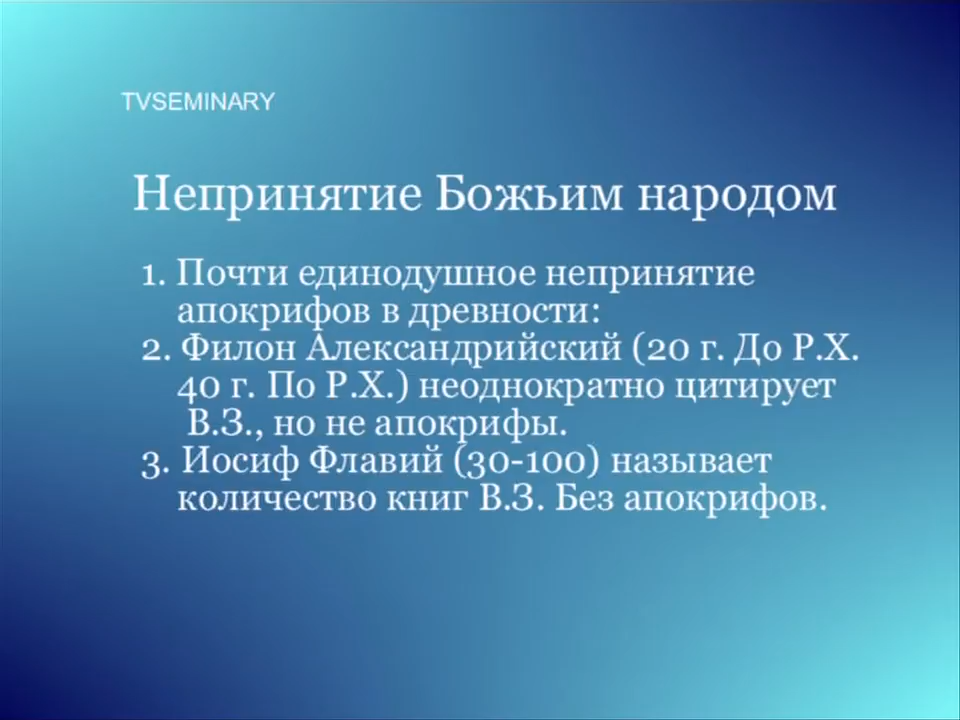 TVSEMINARY
Непринятие Божьим народом
1. Почти единодушное непринятие
апокрифов в древности:
2. Филон Александрийский (20 г. До Р.Х.
40 г. По Р.Х.) неоднократно цитирует
В.З., но не апокрифы.
3. Иосиф Флавий (30-100) называет
количество книг В.З. Без апокрифов.